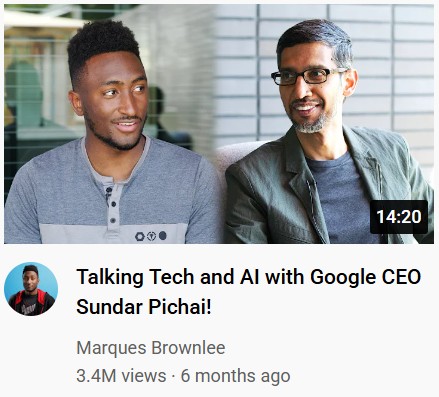 14:20
Talking Tech and AI with Google CEO
Sundar Pichai!
Marques Brownlee
3.4M views · 6 months ago